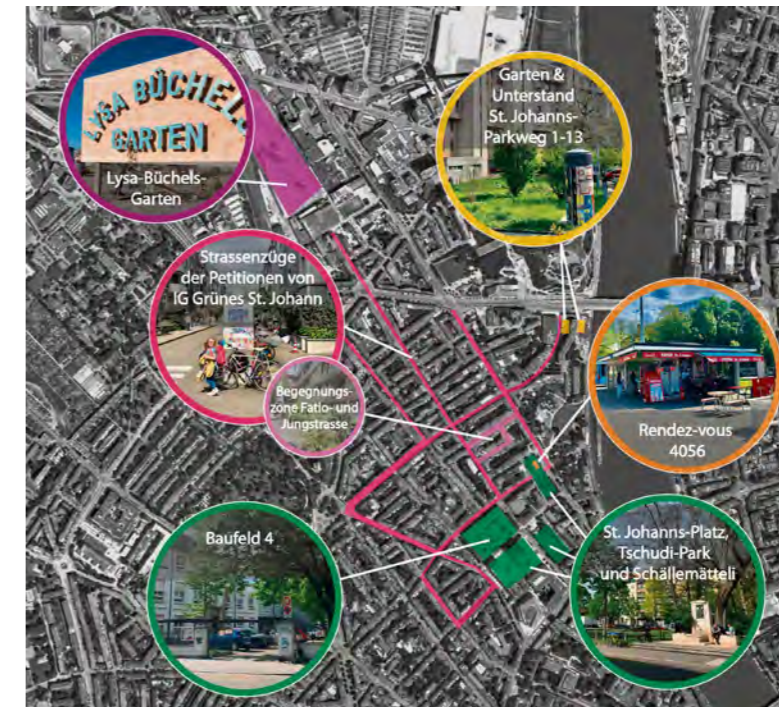 LYSA BÜCHELS
GARTEN
Lysa-Büchels-
Garten
Garten &
Unterstand
St. Johanns-
Parkweg 1-13
Strassenzüge
der Petitionen von
IG Grünes St. Johann
Begegnungs-
zone Fatio- und
Jungstrasse
Rendez-vous
4056
Baufeld 4
St. Johanns-Platz,
Tschudi-Park
und Schällemätteli